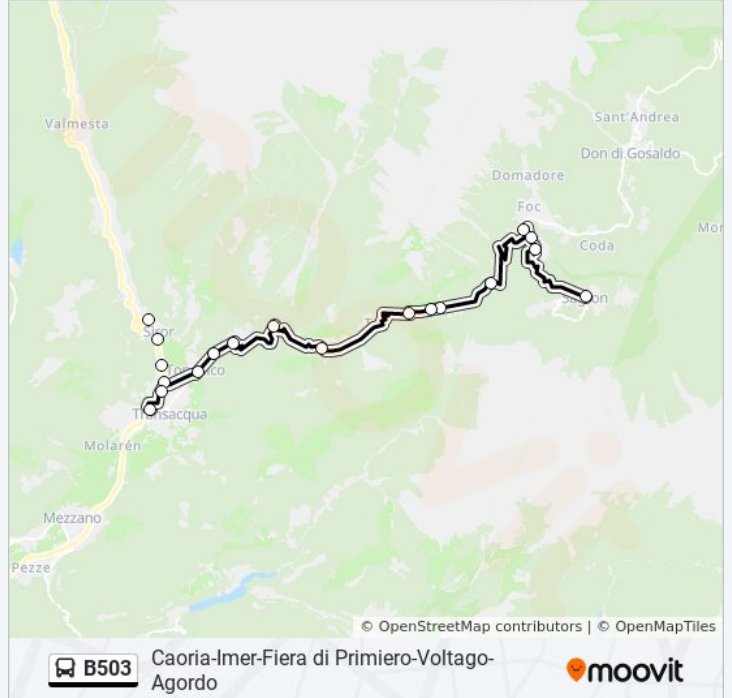 Valmesta
Sant'Andrea
Don di Gosaldo
Domadore
Foc
Coda
Mor
Sagron
Siror
Tonadico
Transacqua
Molarén
Mezzano
Pezze
© OpenStreetMap contributors | © OpenMapTiles
B503
Caoria-Imer-Fiera di Primiero-Voltago-
Agordo
moovit